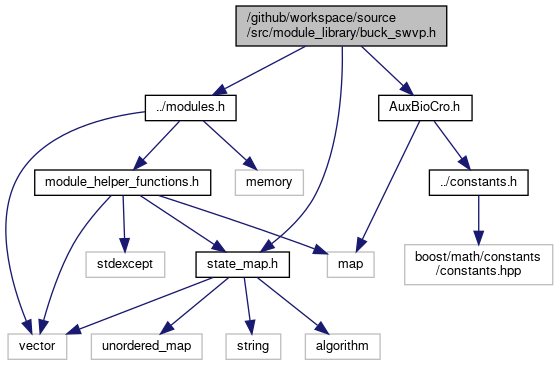 /github/workspace/source
/src/module_library/buck_swvp.h
../modules.h
AuxBioCro.h
module_helper_functions.h
memory
../constants.h
stdexcept
state_map.h
map
boost/math/constants
/constants.hpp
vector
unordered_map
string
algorithm